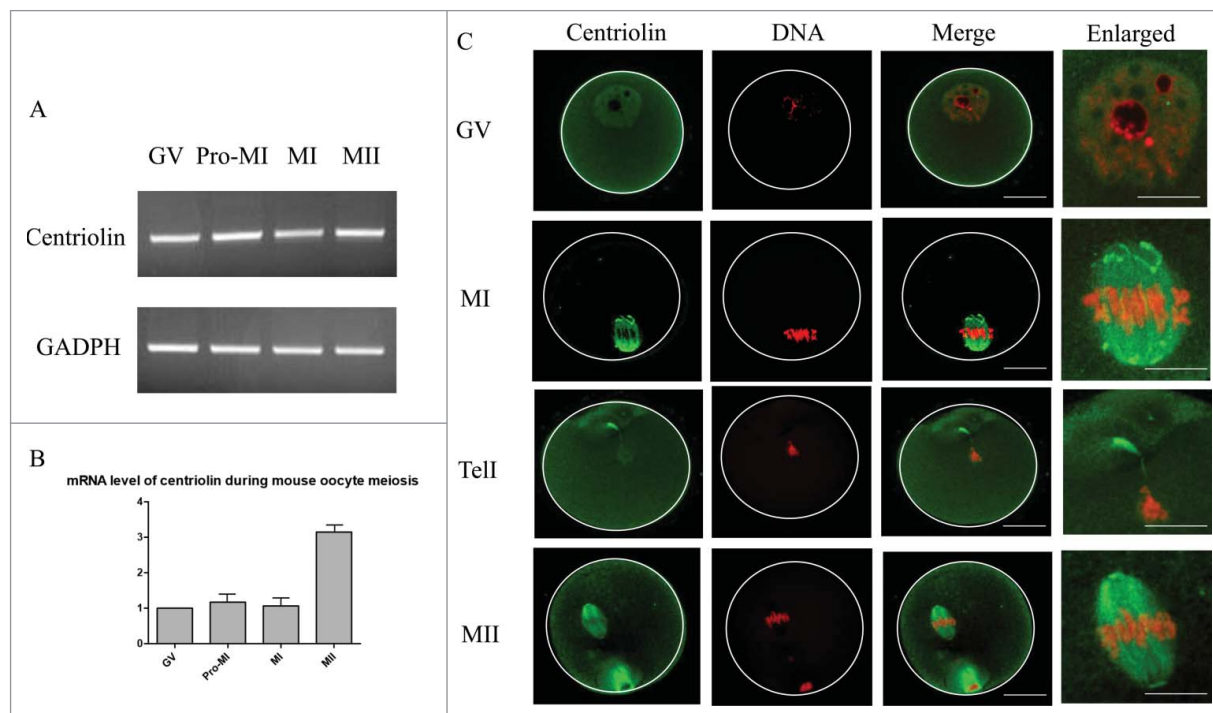 A
GV Pro-MI MI MII
Centriolin
GADPH
B
mRNA level of centriolin during mouse oocyte meiosis
4
3
2
1
0
GV Pro-MI MI MII
C
Centriolin DNA Merge Enlarged
GV
MI
TelI
MII